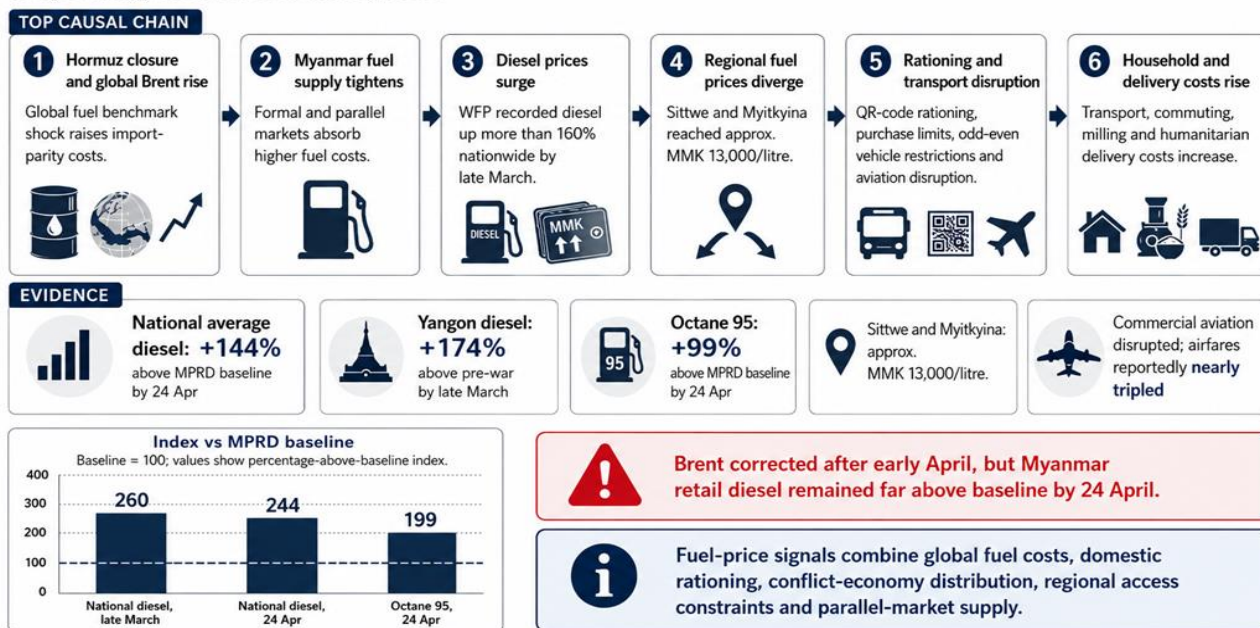 TOP CAUSAL CHAIN
1
Hormuz closure
and global Brent rise
Global fuel benchmark
shock raises import-
parity costs.
2
Myanmar fuel
supply tightens
Formal and parallel
markets absorb
higher fuel costs.
3
Diesel prices
surge
WFP recorded diesel
up more than 160%
nationwide by
late March.
DIESEL
MMK
4
Regional fuel
prices diverge
Sittwe and Myitkyina
reached approx.
MMK 13,000/litre.
5
Rationing and
transport disruption
QR-code rationing,
purchase limits, odd-even
vehicle restrictions and
aviation disruption.
6
Household and
delivery costs rise
Transport, commuting,
milling and humanitarian
delivery costs increase.
EVIDENCE
National average
diesel: +144%
above MPRD baseline
by 24 Apr
Yangon diesel:
+174%
above pre-war
by late March
95
Octane 95:
+99%
above MPRD baseline
by 24 Apr
Sittwe and Myitkyina:
approx.
MMK 13,000/litre.
Commercial aviation
disrupted; airfares
reportedly nearly
tripled
Index vs MPRD baseline
Baseline = 100; values show percentage-above-baseline index.
400
300
200
100
0
260
244
199
National diesel,
late March
National diesel,
24 Apr
Octane 95,
24 Apr
Brent corrected after early April, but Myanmar
retail diesel remained far above baseline by 24 April.
Fuel-price signals combine global fuel costs, domestic
rationing, conflict-economy distribution, regional access
constraints and parallel-market supply.